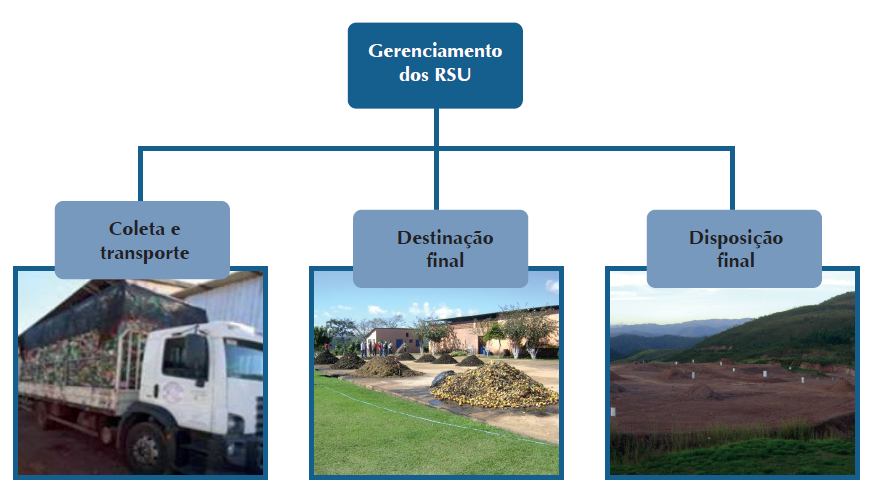 Gerenciamento
dos RSU
Coleta e
transporte
Destinação
final
Disposição
final